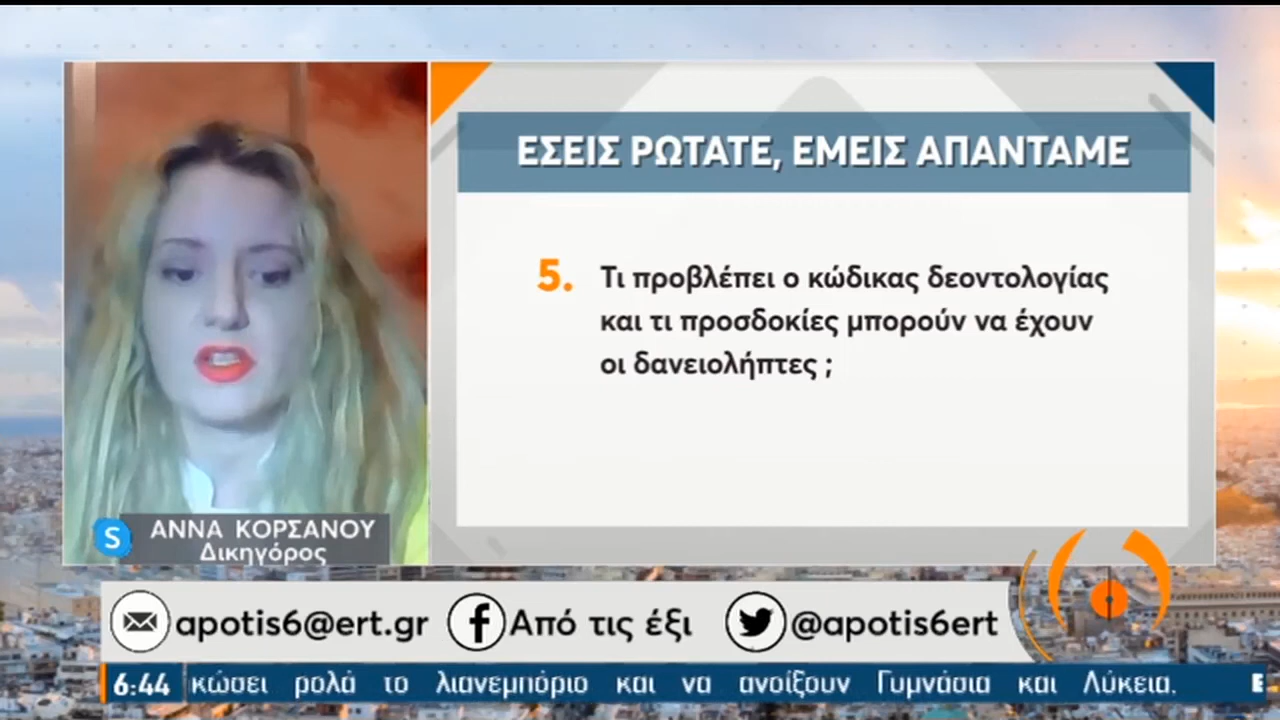 ΕΣΕΙΣ ΡΩΤΑΤΕ, ΕΜΕΙΣ ΑΠΑΝΤΑΜΕ
5. Τι προβλέπει ο κώδικας δεοντολογίας
και τι προσδοκίες μπορούν να έχουν
οι δανειολήπτες ;
S ΑΝΝΑ ΚΟΡΣΑΝΟΥ
Δικηγόρος
apotis6@ert.gr Από τις έξι @apotis6ert
6:44 κώσει ρολά το λιανεμπόριο και να ανοίξουν Γυμνάσια και Λύκεια. Ε